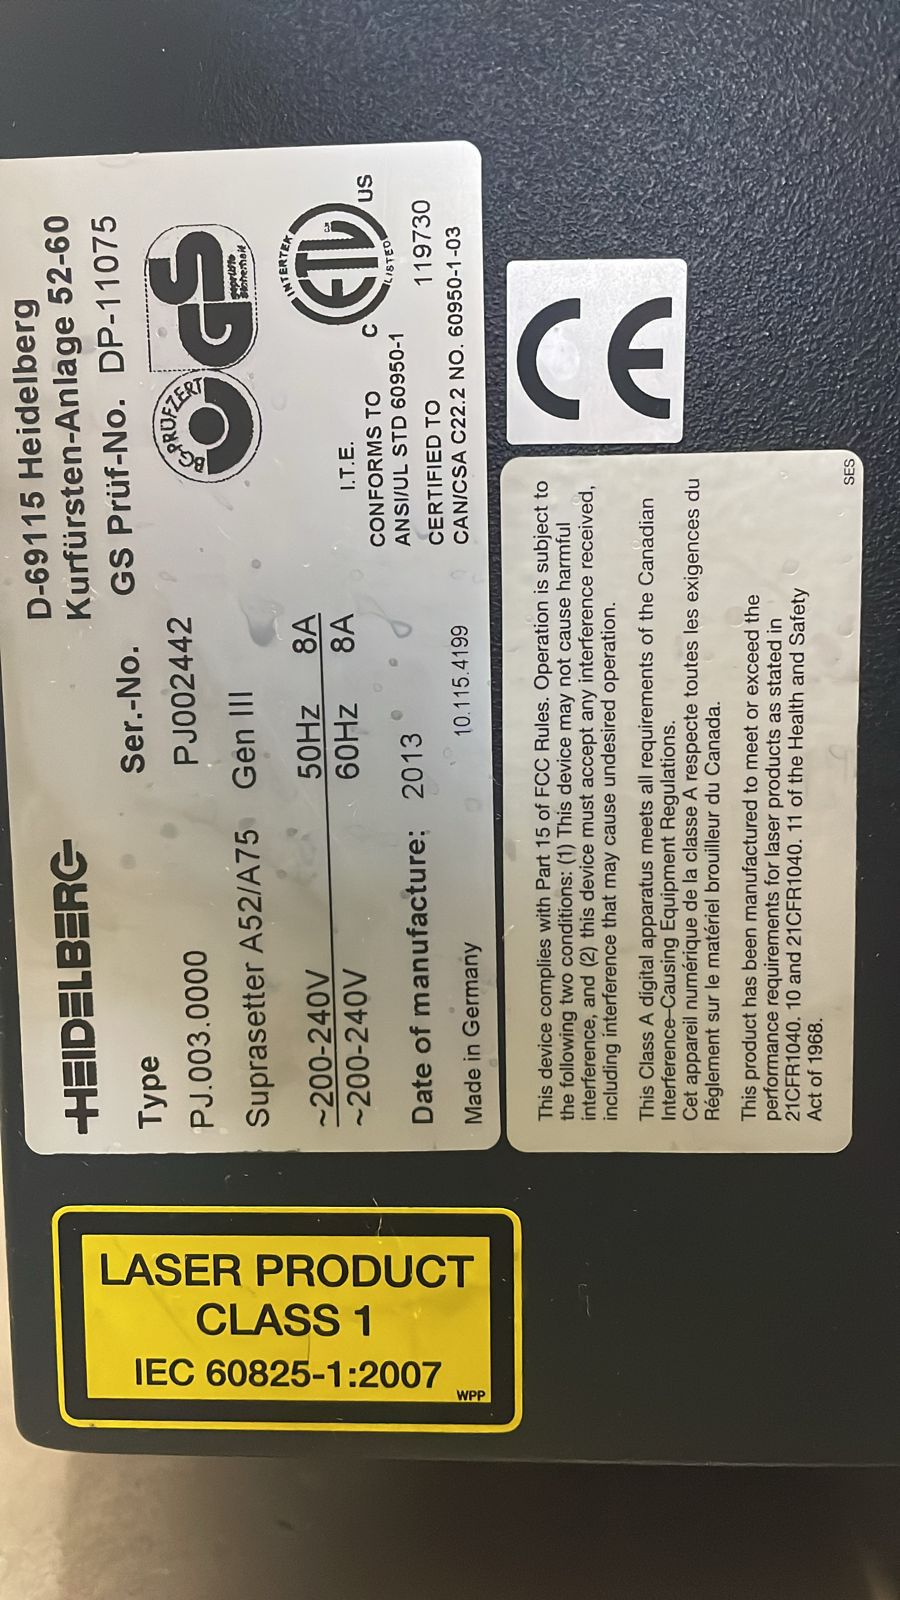 HEIDELBERG
D-69115 Heidelberg
Kurfürsten-Anlage 52-60
Type
Ser.-No.
GS Prüf-No. DP-11075
PJ.003.0000
PJ002442
BG-PRÜFZERT
GS
geprüfte
Sicherheit
Suprasetter A52/A75 Gen III
~200-240V 50Hz 8A
~200-240V 60Hz 8A
INTERTEK
ETL
CM
LISTED
C US
I.T.E.
CONFORMS TO
ANSI/UL STD 60950-1
CERTIFIED TO 119730
CAN/CSA C22.2 NO. 60950-1-03
Date of manufacture: 2013
Made in Germany
10.115.4199
CE
This device complies with Part 15 of FCC Rules. Operation is subject to
the following two conditions: (1) This device may not cause harmful
interference, and (2) this device must accept any interference received,
including interference that may cause undesired operation.
This Class A digital apparatus meets all requirements of the Canadian
Interference–Causing Equipment Regulations.
Cet appareil numérique de la classe A respecte toutes les exigences du
Réglement sur le matériel brouilleur du Canada.
This product has been manufactured to meet or exceed the
performance requirements for laser products as stated in
21CFR1040. 10 and 21CFR1040. 11 of the Health and Safety
Act of 1968.
SES
LASER PRODUCT
CLASS 1
IEC 60825-1:2007
WPP